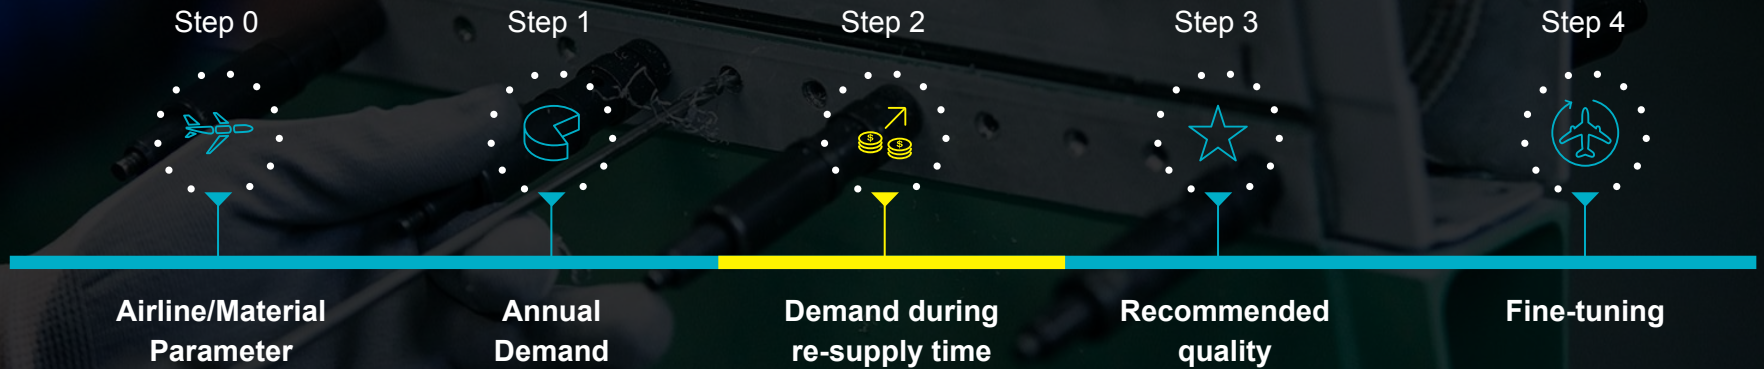 Step 0
Step 1
Step 2
Step 3
Step 4
$
$
Airline/Material
Parameter
Annual
Demand
Demand during
re-supply time
Recommended
quality
Fine-tuning